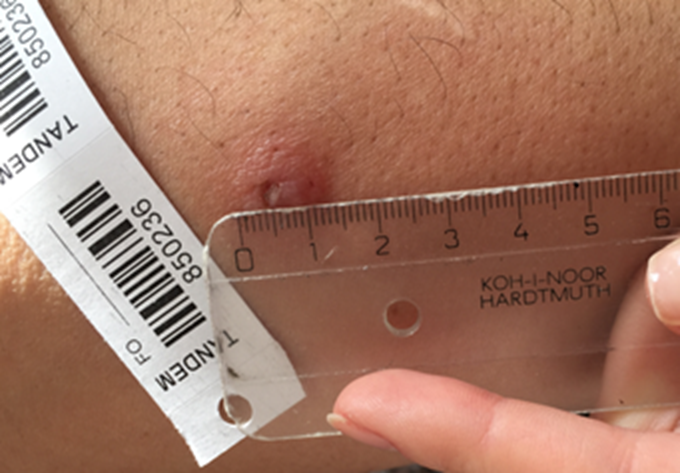 850236
TANDEM
850236
FO
TANDEM
0 1 2 3 4 5 6
KOH-I-NOOR
HARDTMUTH